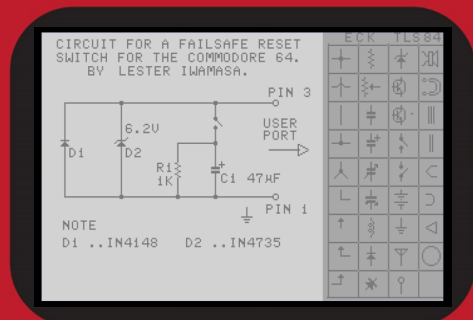 ECK TLS84
CIRCUIT FOR A FAILSAFE RESET
SWITCH FOR THE COMMODORE 64.
BY LESTER IWAMASA.
PIN 3
USER
PORT
6.2V
D1
D2
R1
1K
C1 47µF
PIN 1
NOTE
D1 ..IN4148 D2 ..IN4735